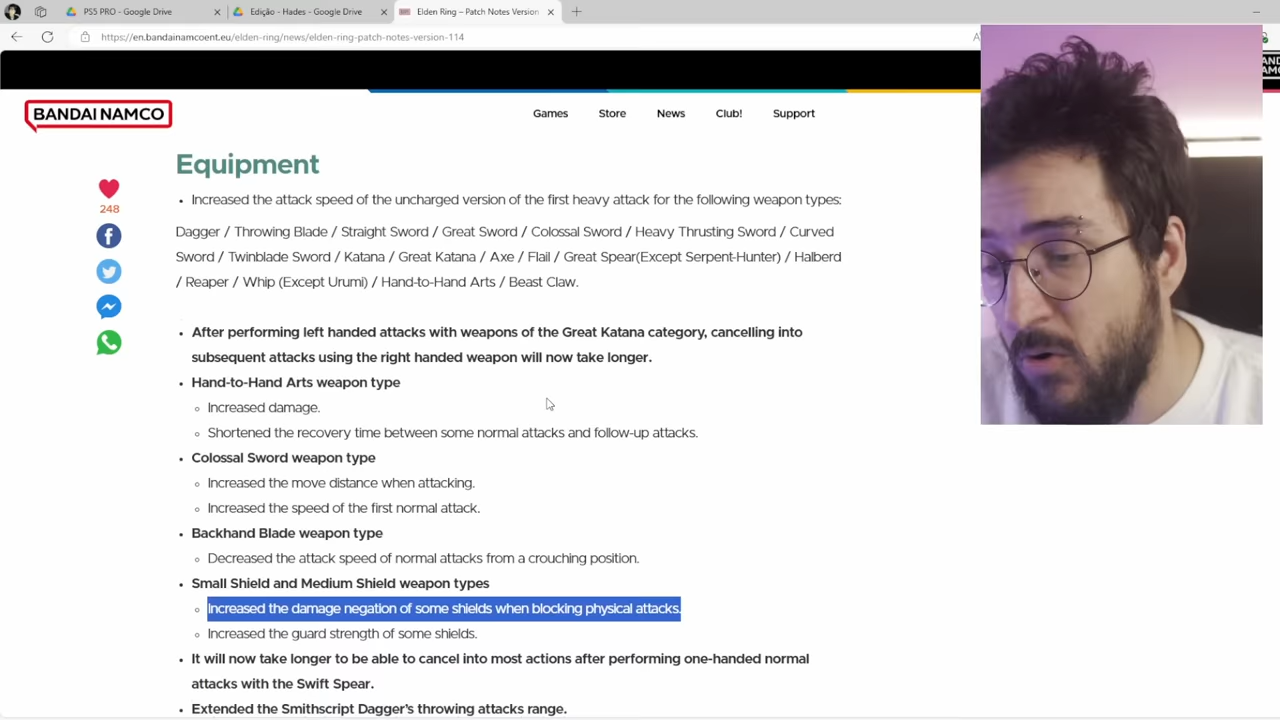 PS5 PRO - Google Drive
Edição - Hades - Google Drive
Elden Ring – Patch Notes Version
https://en.bandainamcoent.eu/elden-ring/news/elden-ring-patch-notes-version-114
BANDAI NAMCO
Games
Store
News
Club!
Support
Equipment
248
• Increased the attack speed of the uncharged version of the first heavy attack for the following weapon types:
Dagger / Throwing Blade / Straight Sword / Great Sword / Colossal Sword / Heavy Thrusting Sword / Curved
Sword / Twinblade Sword / Katana / Great Katana / Axe / Flail / Great Spear(Except Serpent-Hunter) / Halberd
/ Reaper / Whip (Except Urumi) / Hand-to-Hand Arts / Beast Claw.
• After performing left handed attacks with weapons of the Great Katana category, cancelling into
subsequent attacks using the right handed weapon will now take longer.
• Hand-to-Hand Arts weapon type
◦ Increased damage.
◦ Shortened the recovery time between some normal attacks and follow-up attacks.
• Colossal Sword weapon type
◦ Increased the move distance when attacking.
◦ Increased the speed of the first normal attack.
• Backhand Blade weapon type
◦ Decreased the attack speed of normal attacks from a crouching position.
• Small Shield and Medium Shield weapon types
◦ Increased the damage negation of some shields when blocking physical attacks.
◦ Increased the guard strength of some shields.
• It will now take longer to be able to cancel into most actions after performing one-handed normal
attacks with the Swift Spear.
• Extended the Smithscript Dagger's throwing attacks range.